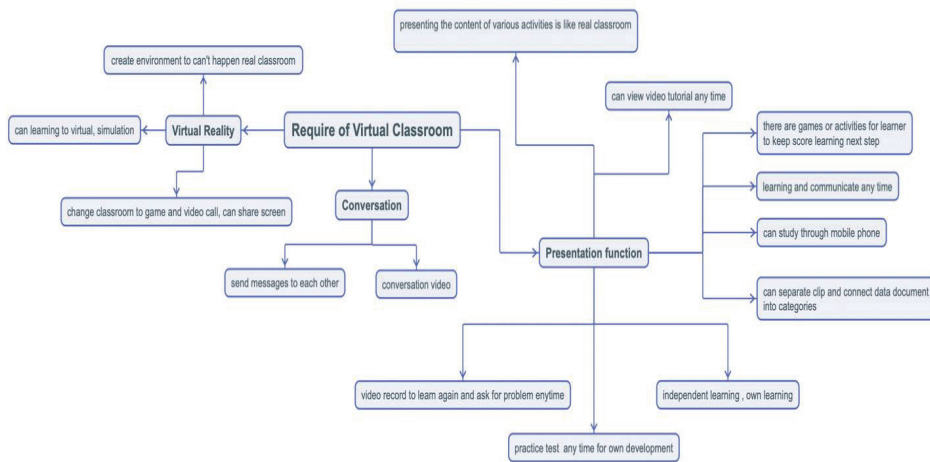 presenting the content of various activities is like real classroom
create environment to can't happen real classroom
can view video tutorial any time
can learning to virtual, simulation
Virtual Reality
Require of Virtual Classroom
there are games or activities for learner
to keep score learning next step
learning and communicate any time
change classroom to game and video call, can share screen
Conversation
can study through mobile phone
Presentation function
send messages to each other
conversation video
can separate clip and connect data document
into categories
video record to learn again and ask for problem enytime
independent learning , own learning
practice test any time for own development